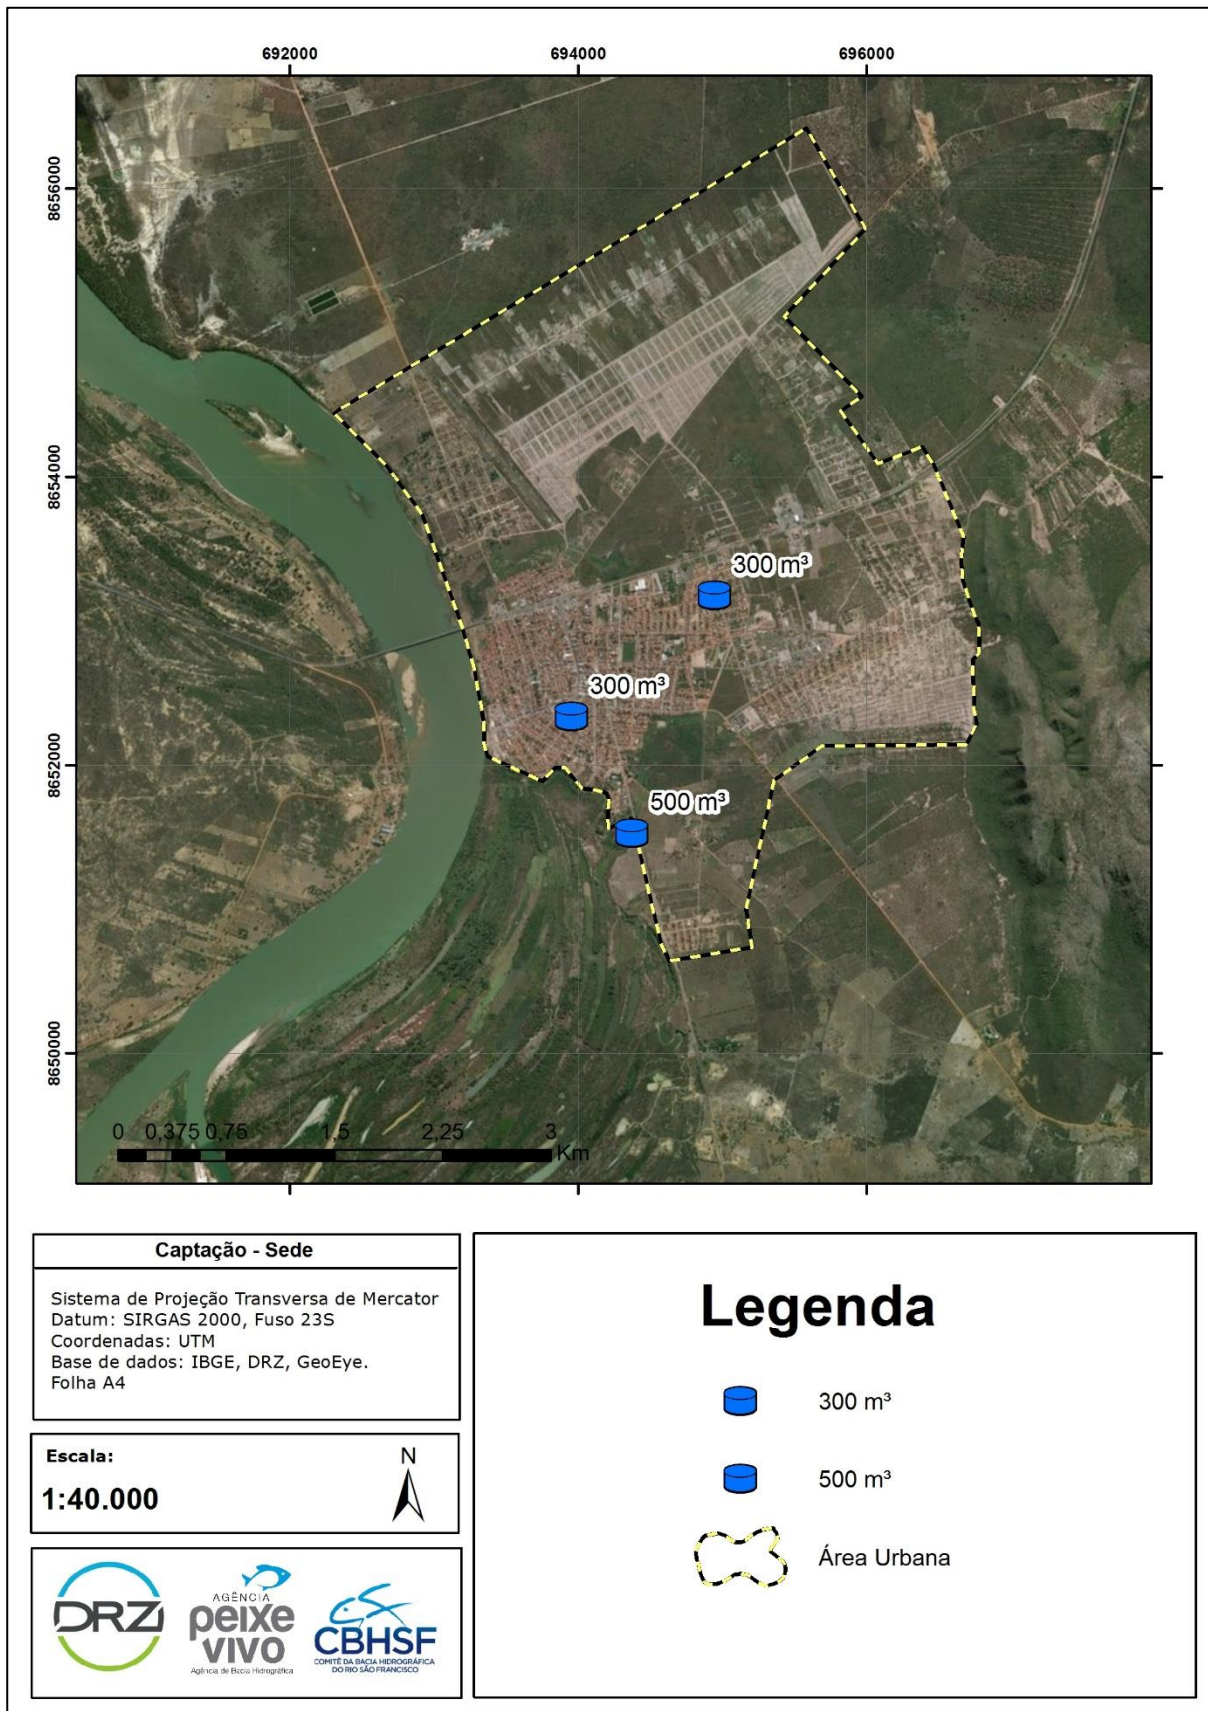 692000
694000
696000
8656000
8654000
8652000
8650000
300 m³
300 m³
500 m³
0 0,375 0,75 1,5 2,25 3
Km
Captação - Sede
Sistema de Projeção Transversa de Mercator
Datum: SIRGAS 2000, Fuso 23S
Coordenadas: UTM
Base de dados: IBGE, DRZ, GeoEye.
Folha A4
Escala:
1:40.000
N
DRZ
AGÊNCIA
peixe
vivo
Agência de Bacia Hidrográfica
CBHSF
COMITÊ DA BACIA HIDROGRÁFICA
DO RIO SÃO FRANCISCO
Legenda
300 m³
500 m³
Área Urbana